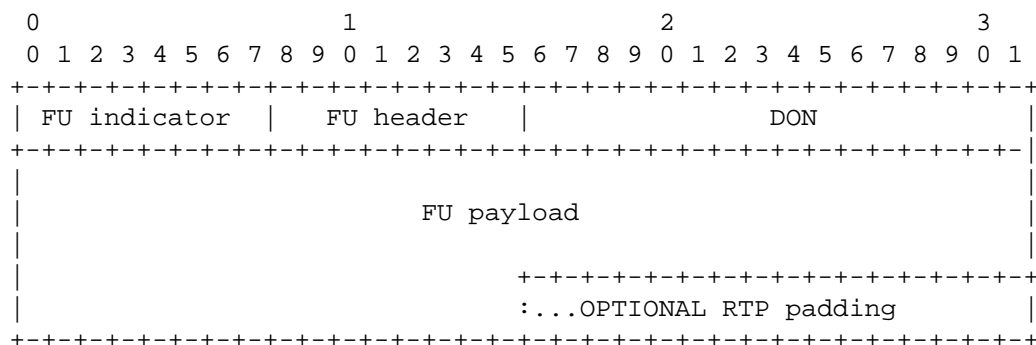 0                   1                   2                   3
 0 1 2 3 4 5 6 7 8 9 0 1 2 3 4 5 6 7 8 9 0 1 2 3 4 5 6 7 8 9 0 1
+-+-+-+-+-+-+-+-+-+-+-+-+-+-+-+-+-+-+-+-+-+-+-+-+-+-+-+-+-+-+-+-+
| FU indicator  |   FU header   |               DON             |
+-+-+-+-+-+-+-+-+-+-+-+-+-+-+-+-+-+-+-+-+-+-+-+-+-+-+-+-+-+-+-+-|
|                                                               |
|                         FU payload                            |
|                                                               |
|                               +-+-+-+-+-+-+-+-+-+-+-+-+-+-+-+-+
|                               :...OPTIONAL RTP padding        |
+-+-+-+-+-+-+-+-+-+-+-+-+-+-+-+-+-+-+-+-+-+-+-+-+-+-+-+-+-+-+-+-+